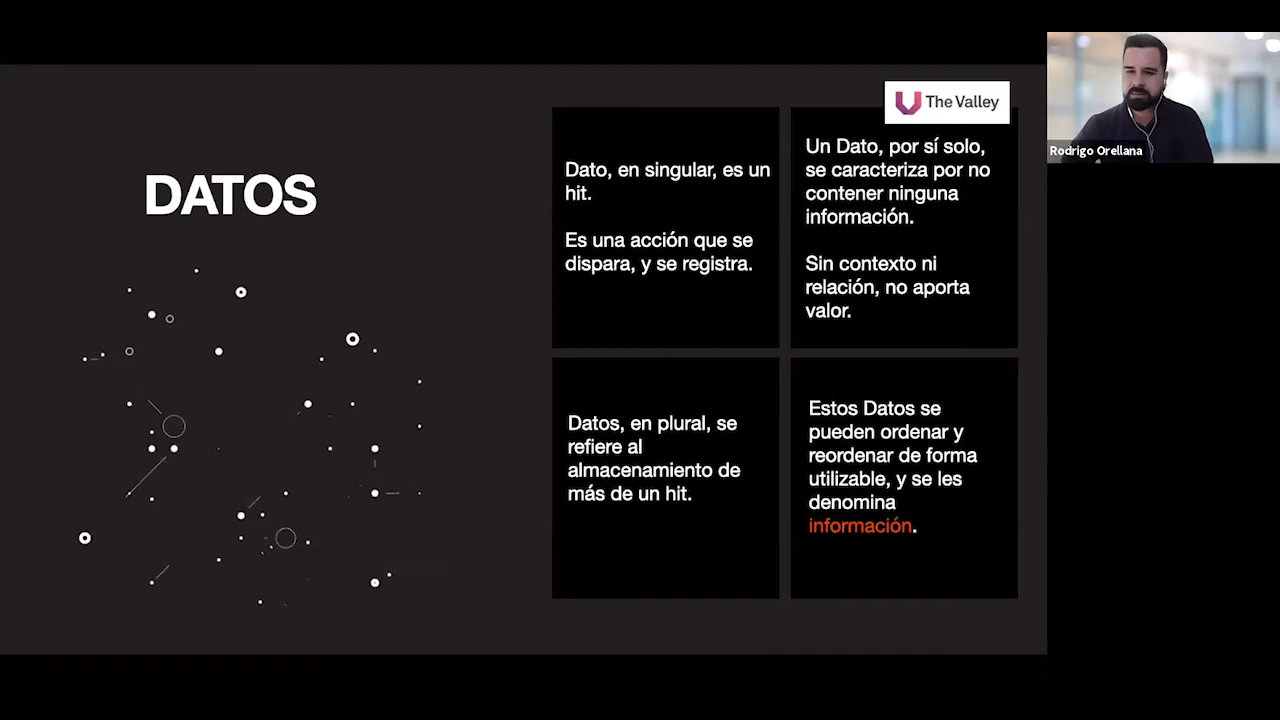 DATOS
The Valley
Dato, en singular, es un
hit.
Es una acción que se
dispara, y se registra.
Un Dato, por sí solo,
se caracteriza por no
contener ninguna
información.
Sin contexto ni
relación, no aporta
valor.
Datos, en plural, se
refiere al
almacenamiento de
más de un hit.
Estos Datos se
pueden ordenar y
reordenar de forma
utilizable, y se les
denomina
información.
Rodrigo Orellana